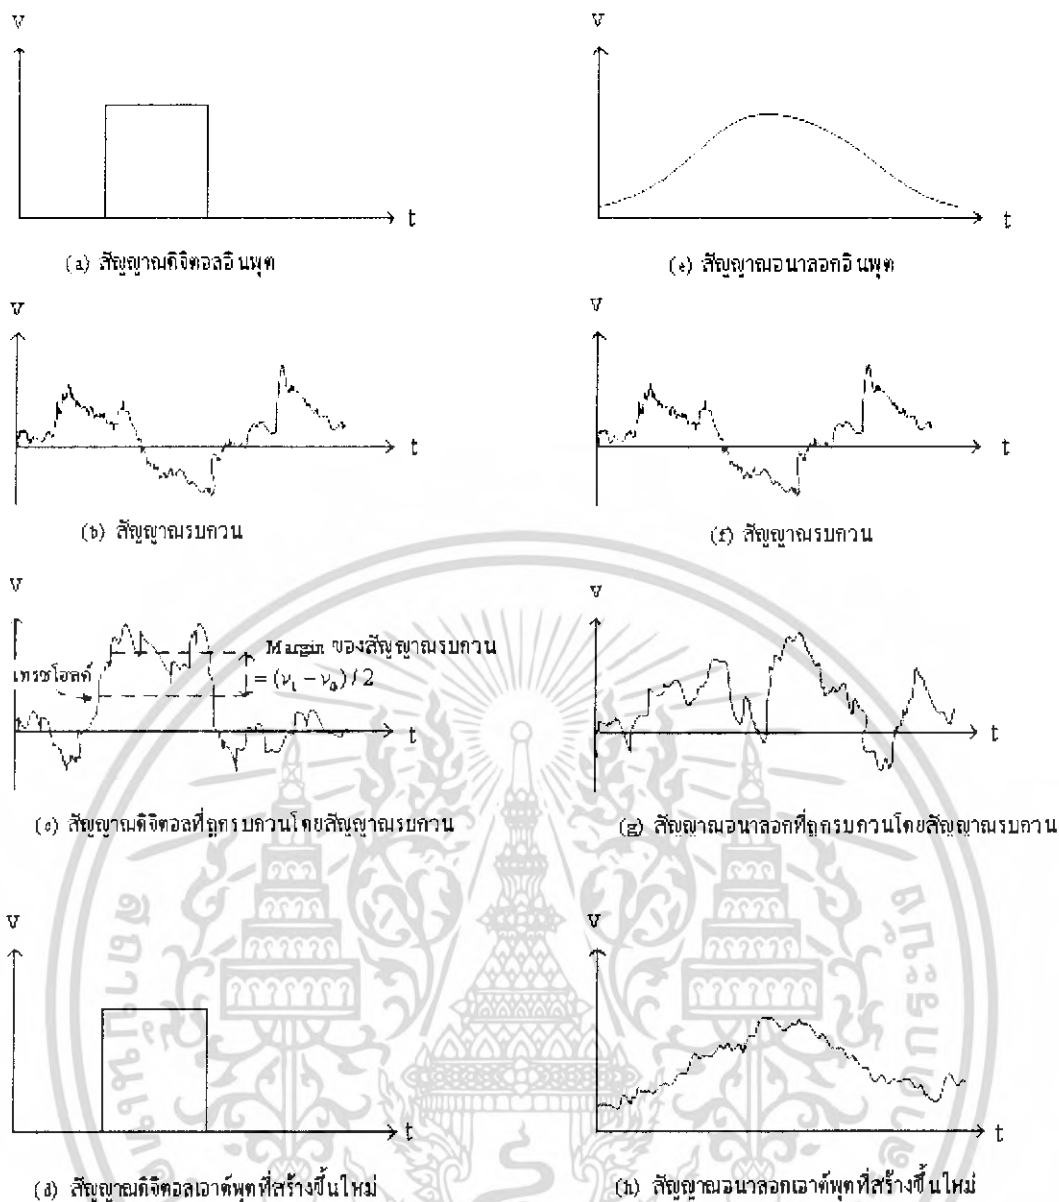 V
t
(a) สัญญาณดิจิตอลอินพุต
V
t
(e) สัญญาณอนาลอกอินพุต
V
t
(b) สัญญาณรบกวน
V
t
(f) สัญญาณรบกวน
V
เทรชโฮลด์
Margin ของสัญญาณรบกวน
= (ν₁ − ν₀) / 2
t
(c) สัญญาณดิจิตอลที่ถูกรบกวนโดยสัญญาณรบกวน
V
t
(g) สัญญาณอนาลอกที่ถูกรบกวนโดยสัญญาณรบกวน
V
t
(d) สัญญาณดิจิตอลเอาต์พุตที่สร้างขึ้นใหม่
V
t
(h) สัญญาณอนาลอกเอาต์พุตที่สร้างขึ้นใหม่